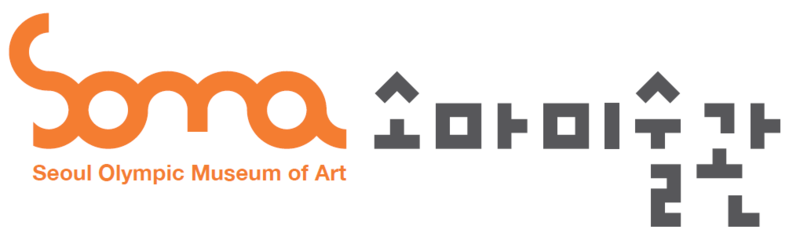 Soma
Seoul Olympic Museum of Art
소마미술관